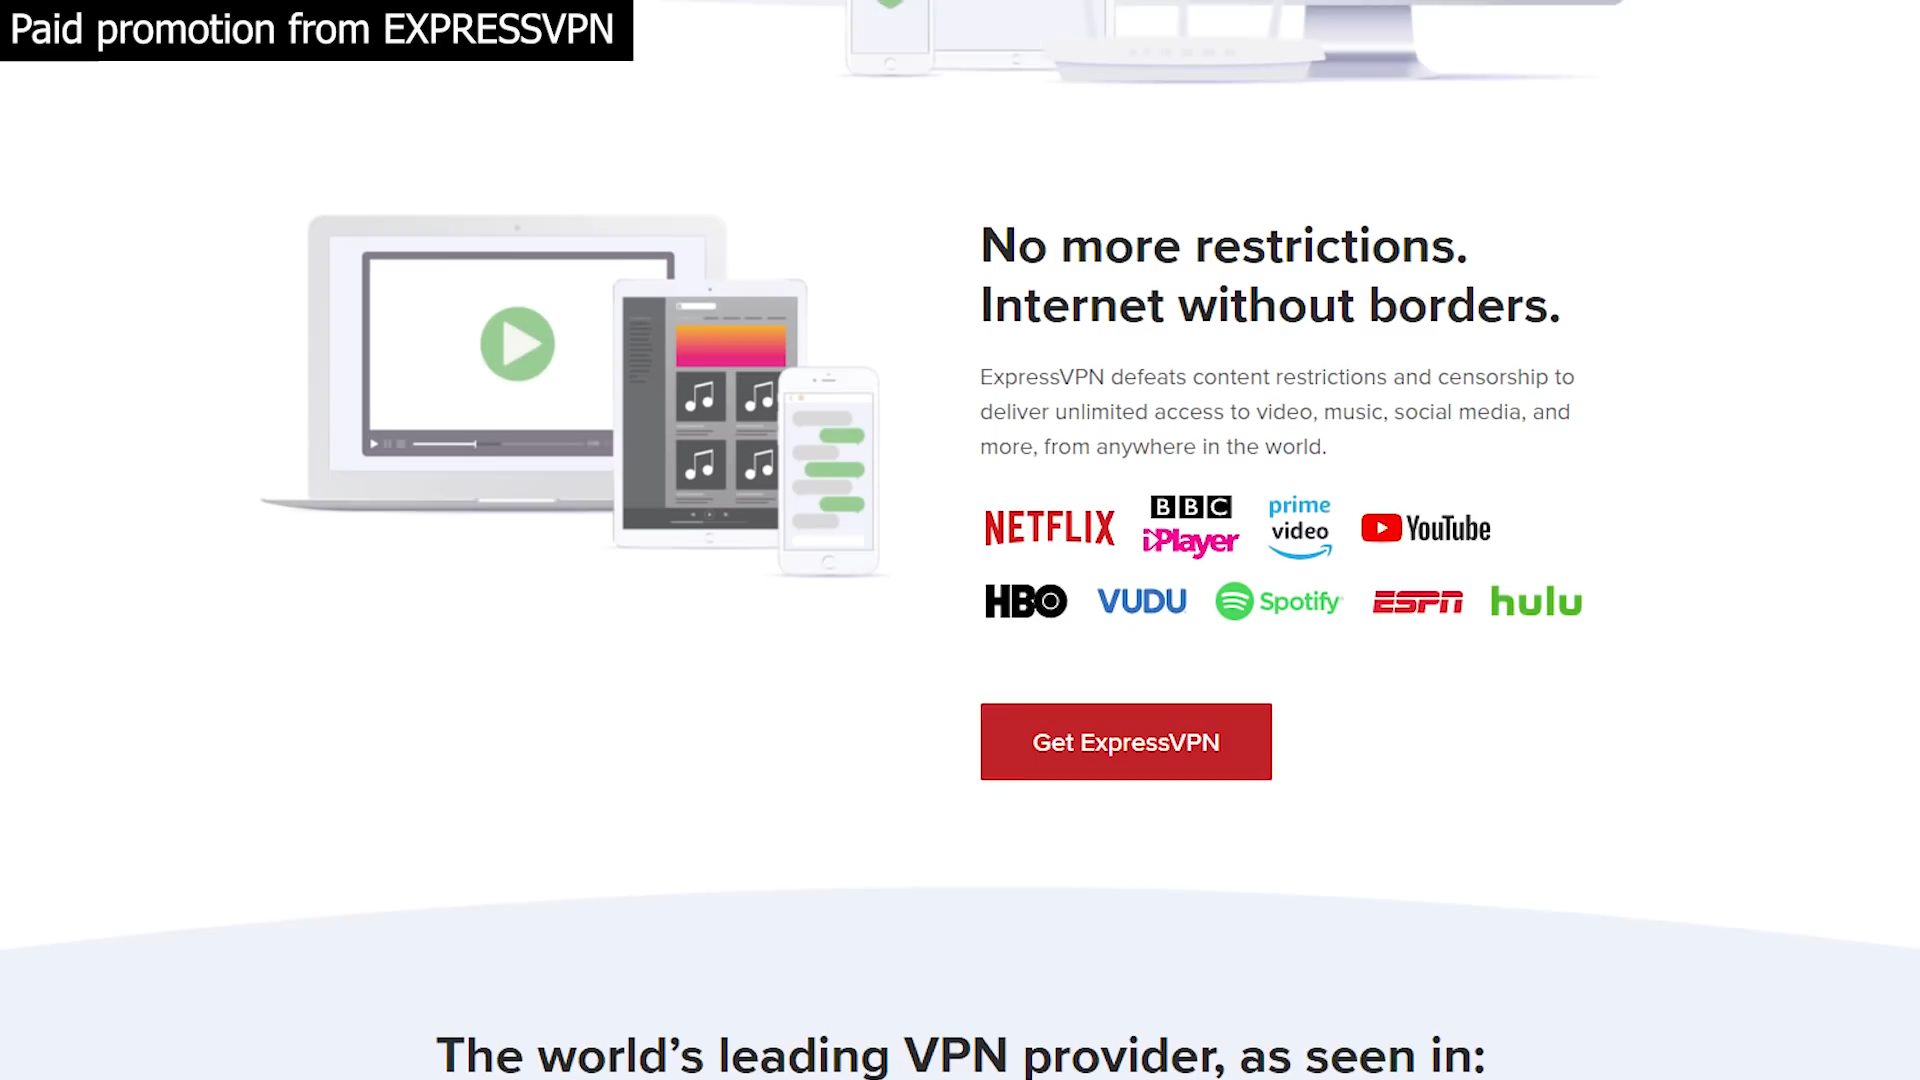 Paid promotion from EXPRESSVPN
No more restrictions.
Internet without borders.
ExpressVPN defeats content restrictions and censorship to
deliver unlimited access to video, music, social media, and
more, from anywhere in the world.
NETFLIX BBC iPlayer prime video YouTube
HBO VUDU Spotify ESPN hulu
Get ExpressVPN
The world’s leading VPN provider, as seen in: